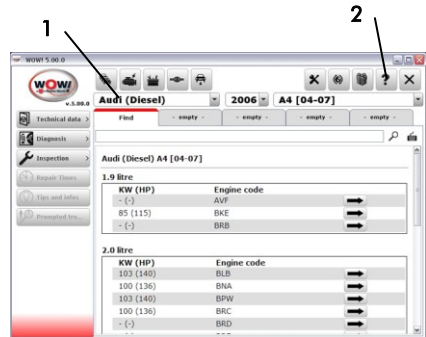 1 2
WOW! 5.00.0
WOW!
v.5.00.0
Audi (Diesel) 2006 A4 [04-07]
Technical data
Diagnosis
Inspection
Repair Times
Tips and infos
Prompted tro...
Find - empty - - empty - - empty - - empty -
Audi (Diesel) A4 [04-07]
1.9 litre
KW (HP) Engine code
- (-) AVF
85 (115) BKE
- (-) BRB
2.0 litre
KW (HP) Engine code
103 (140) BLB
100 (136) BNA
103 (140) BPW
100 (136) BRC
- (-) BRD